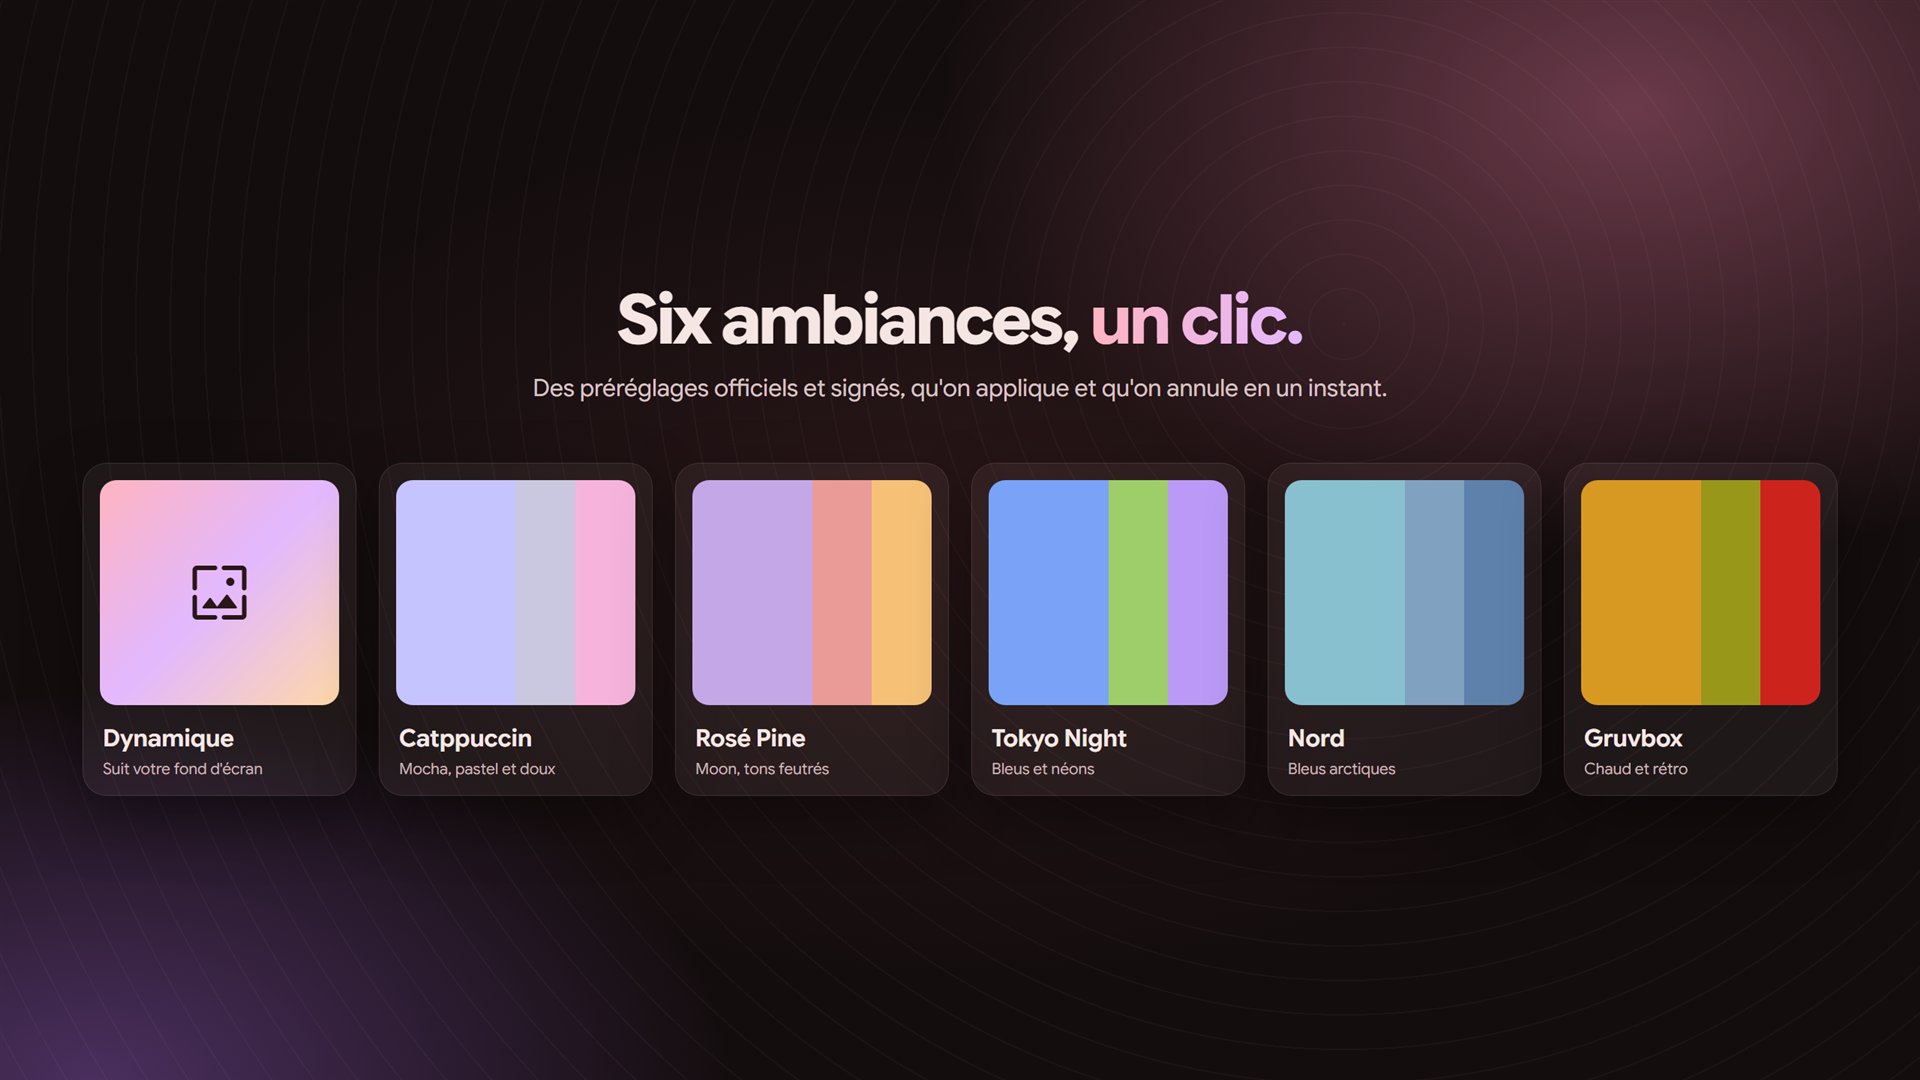 Six ambiances, un clic.
Des préréglages officiels et signés, qu'on applique et qu'on annule en un instant.
Dynamique
Suit votre fond d'écran
Catppuccin
Mocha, pastel et doux
Rosé Pine
Moon, tons feutrés
Tokyo Night
Bleus et néons
Nord
Bleus arctiques
Gruvbox
Chaud et rétro